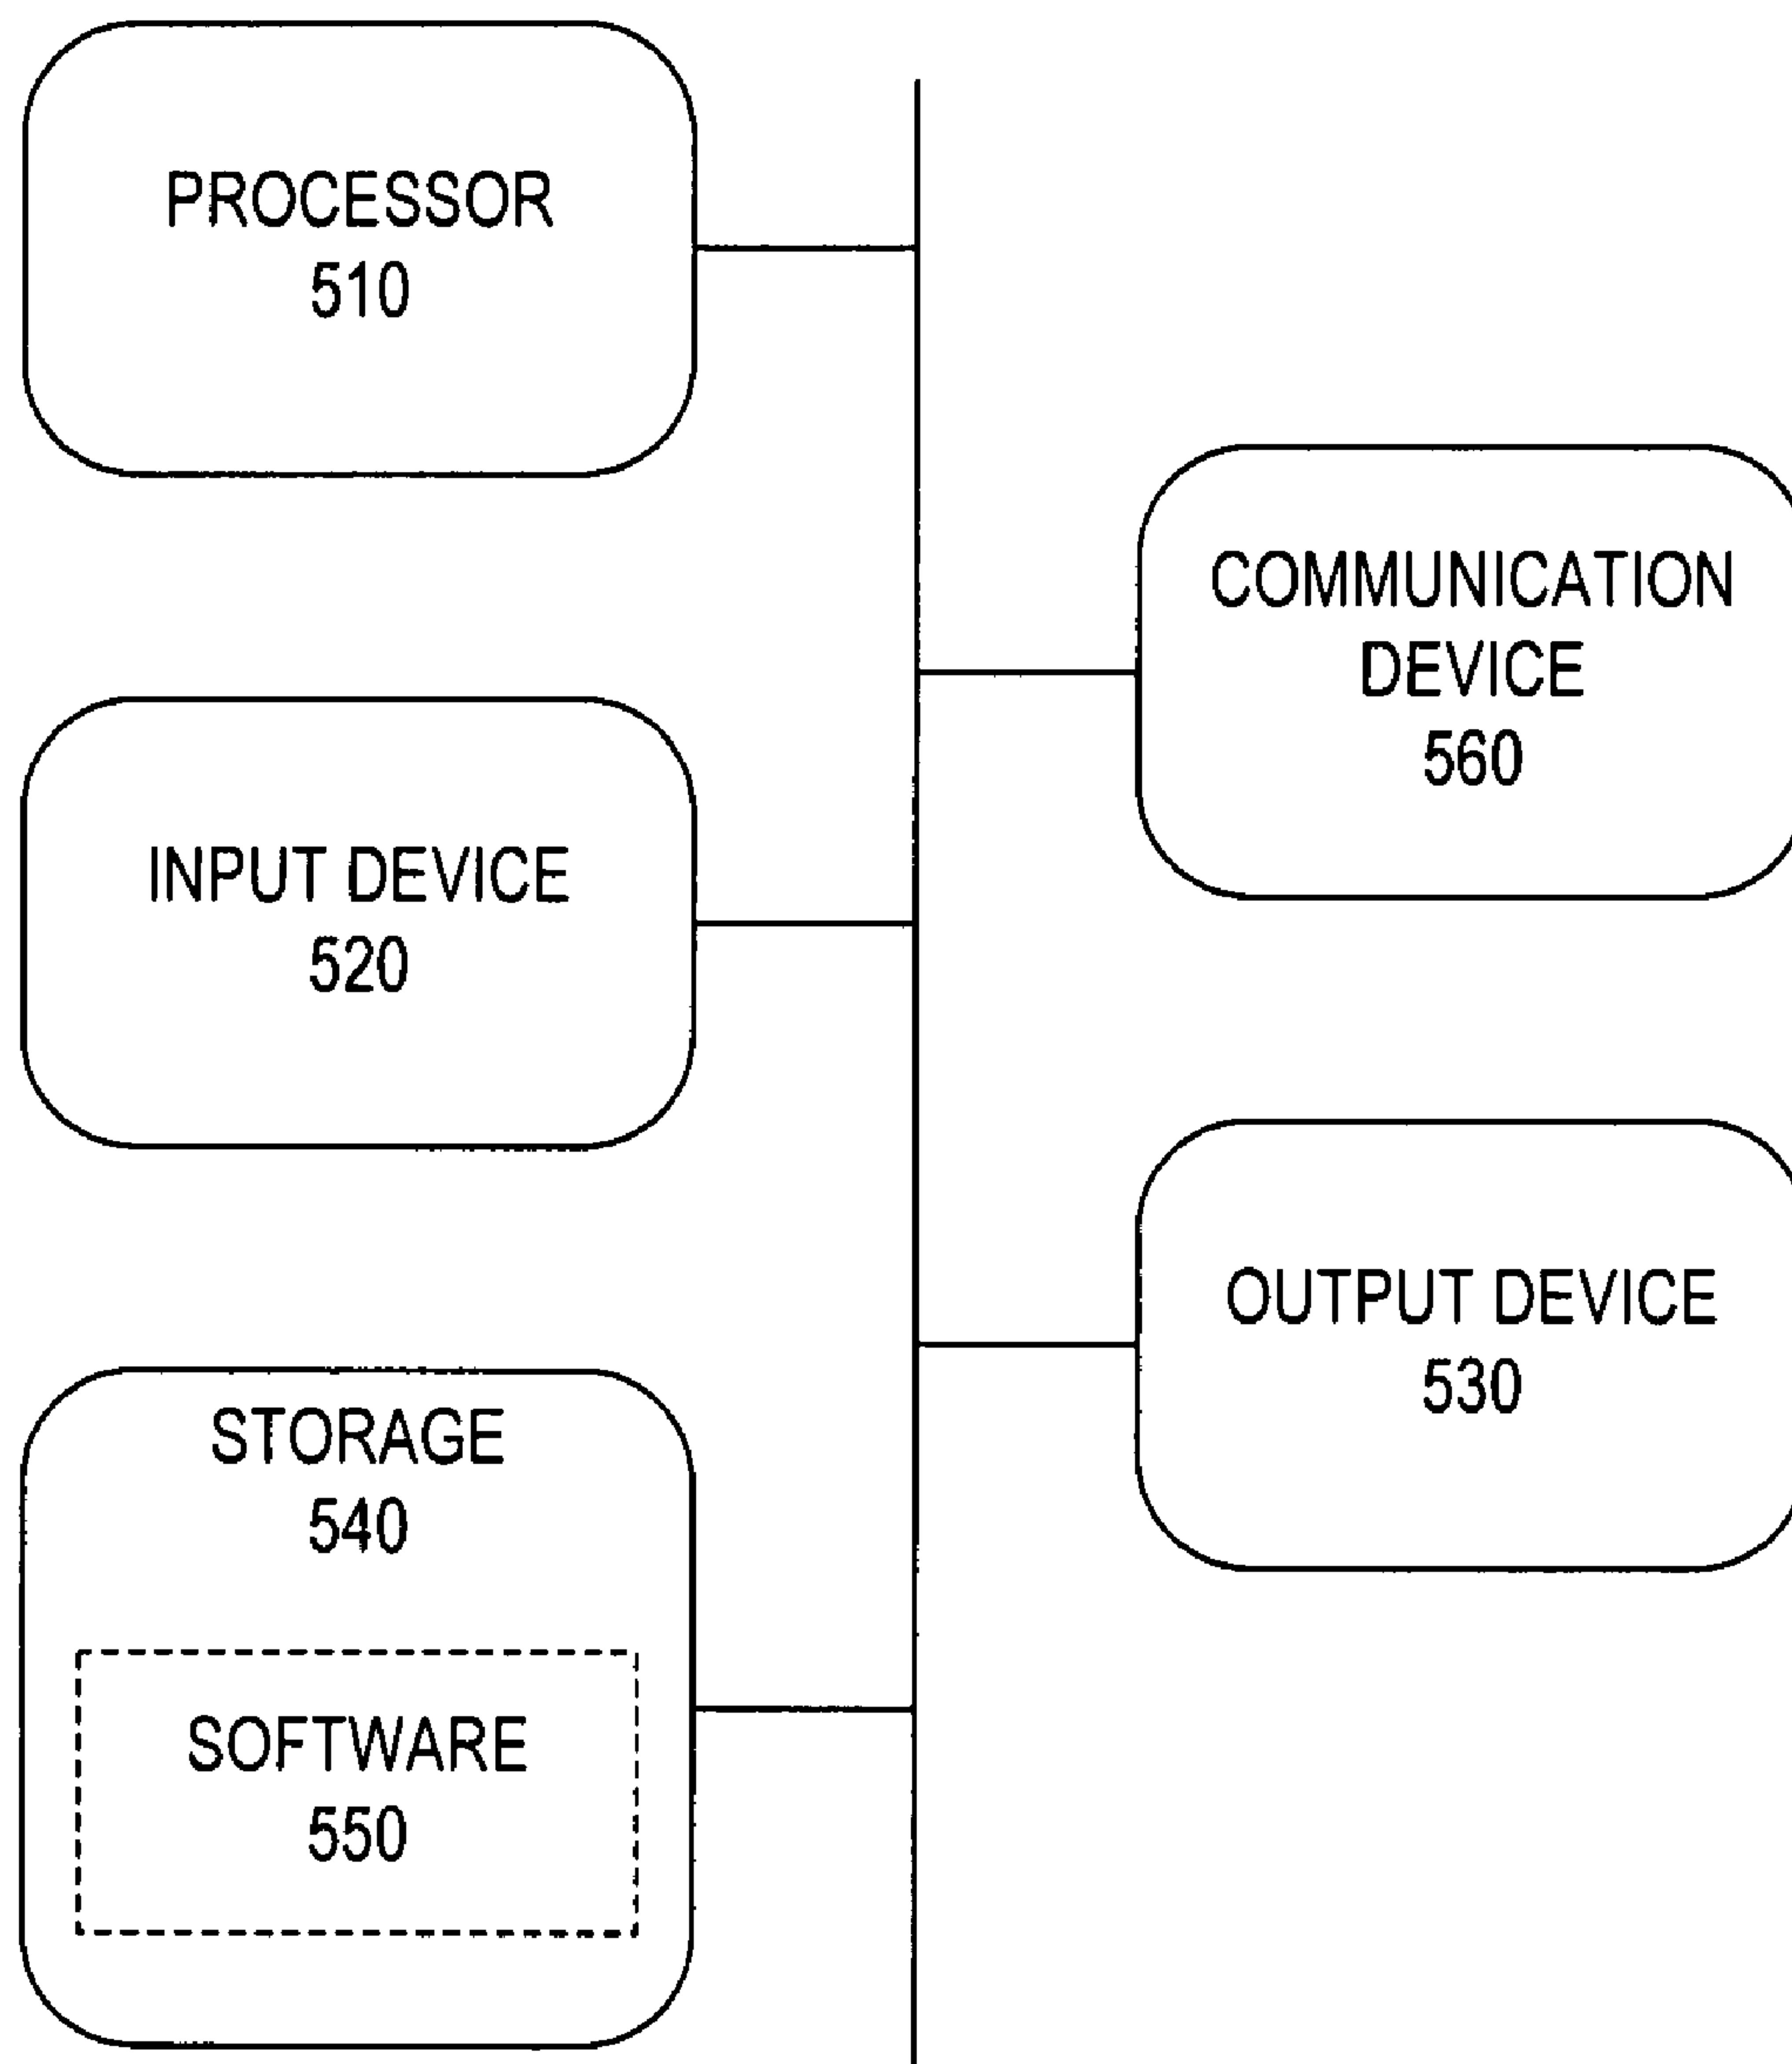 PROCESSOR
510
COMMUNICATION
DEVICE
560
INPUT DEVICE
520
OUTPUT DEVICE
530
STORAGE
540
SOFTWARE
550